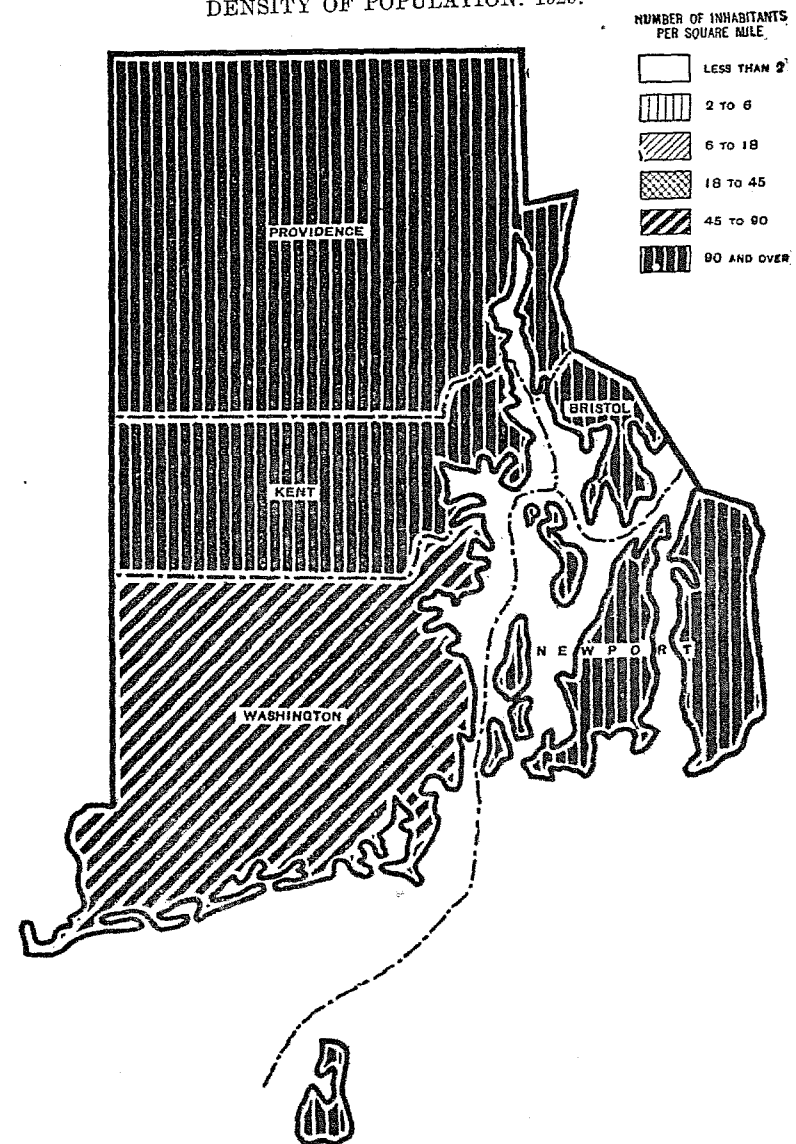 DENSITY OF POPULATION: 1920.
NUMBER OF INHABITANTS
PER SQUARE MILE
LESS THAN 2
2 TO 6
6 TO 18
18 TO 45
45 TO 90
90 AND OVER
PROVIDENCE
BRISTOL
KENT
NEWPORT
WASHINGTON